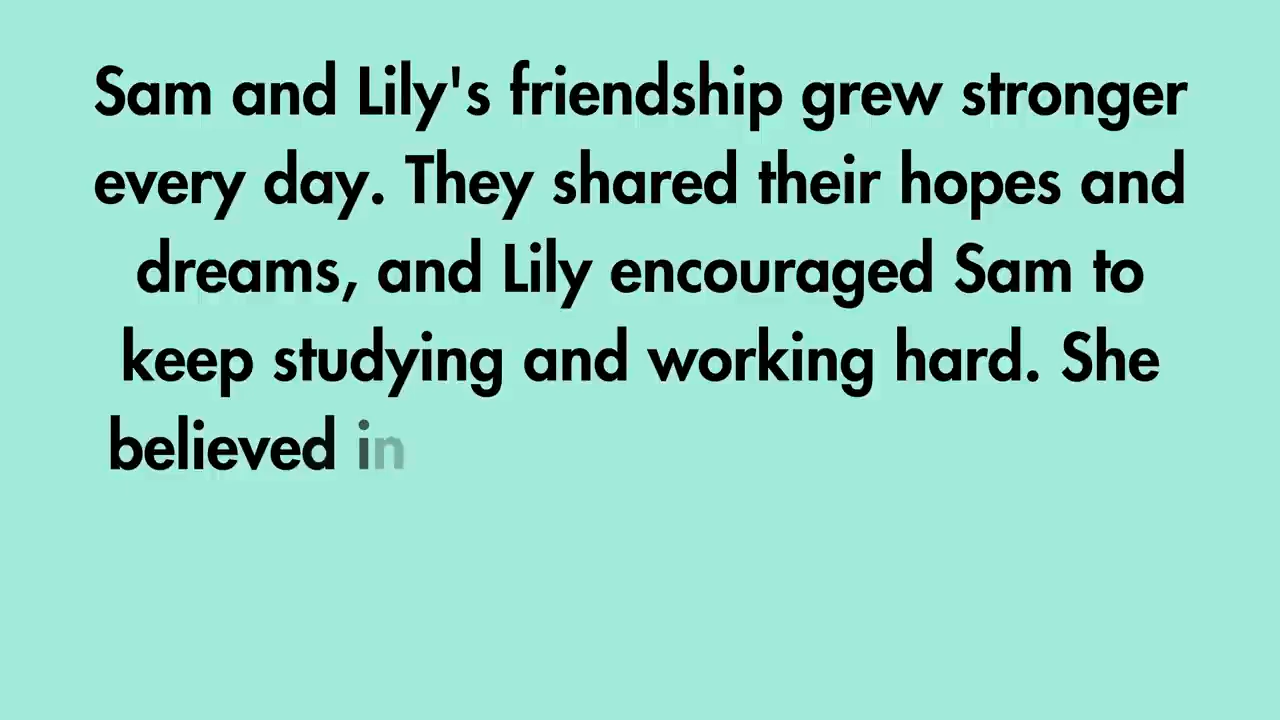 Sam and Lily's friendship grew stronger
every day. They shared their hopes and
dreams, and Lily encouraged Sam to
keep studying and working hard. She
believed in